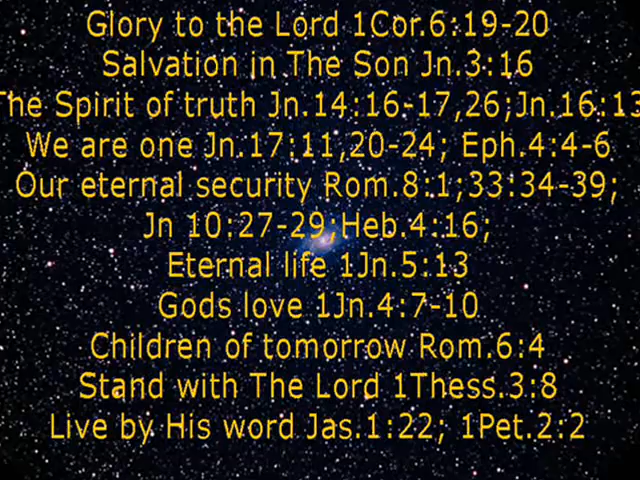 Glory to the Lord 1Cor.6:19-20
Salvation in The Son Jn.3:16
The Spirit of truth Jn.14:16-17,26;Jn.16:13
We are one Jn.17:11,20-24; Eph.4:4-6
Our eternal security Rom.8:1;33:34-39;
Jn 10:27-29;Heb.4:16;
Eternal life 1Jn.5:13
Gods love 1Jn.4:7-10
Children of tomorrow Rom.6:4
Stand with The Lord 1Thess.3:8
Live by His word Jas.1:22; 1Pet.2:2